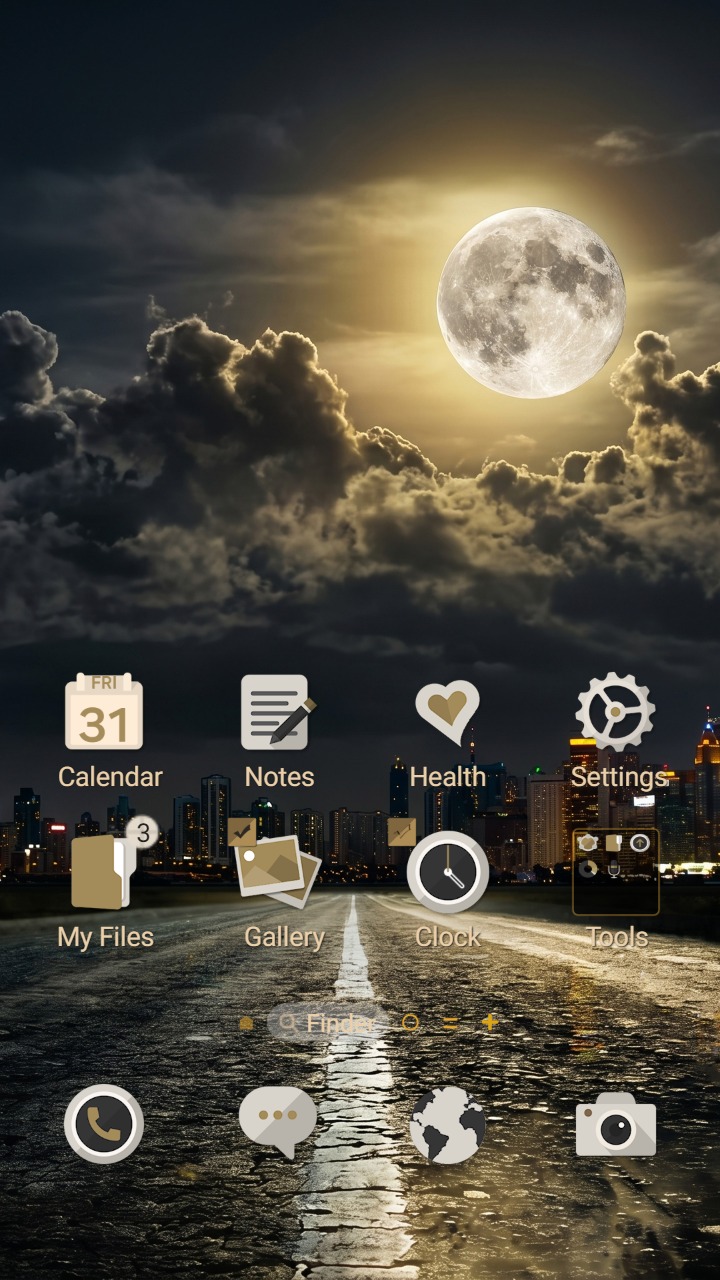 FRI
31
Calendar
Notes
Health
Settings
3
My Files
Gallery
Clock
Tools
Finder